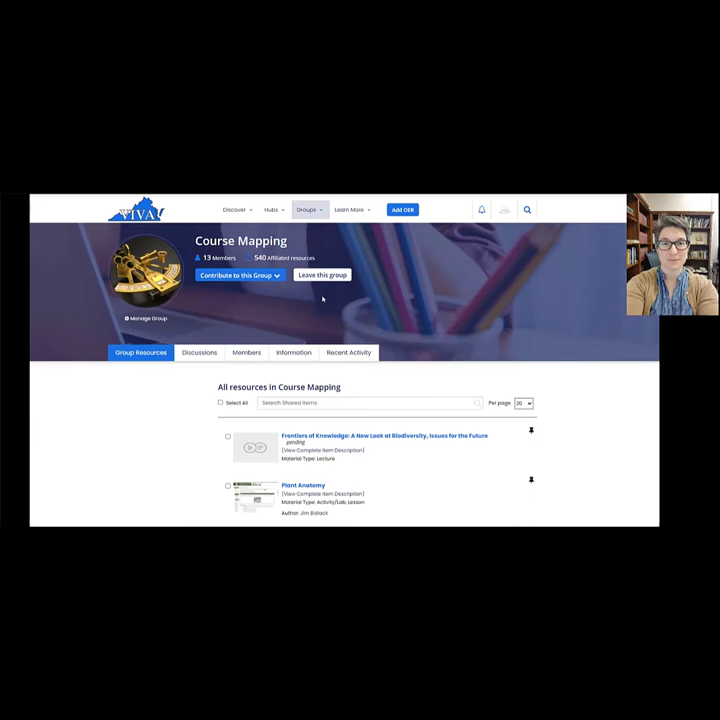 VIVA
Discover
Hubs
Groups
Learn More
Add OER
Course Mapping
13 Members
540 Affiliated resources
Contribute to this Group
Leave this group
Manage Group
Group Resources
Discussions
Members
Information
Recent Activity
All resources in Course Mapping
Select All
Search Shared Items
Per page
20
Frontiers of Knowledge: A New Look at Biodiversity, Issues for the Future
pending
(View Complete Item Description)
Material Type: Lecture
Plant Anatomy
(View Complete Item Description)
Material Type: Activity/Lab, Lesson
Author: Jim Bidlack